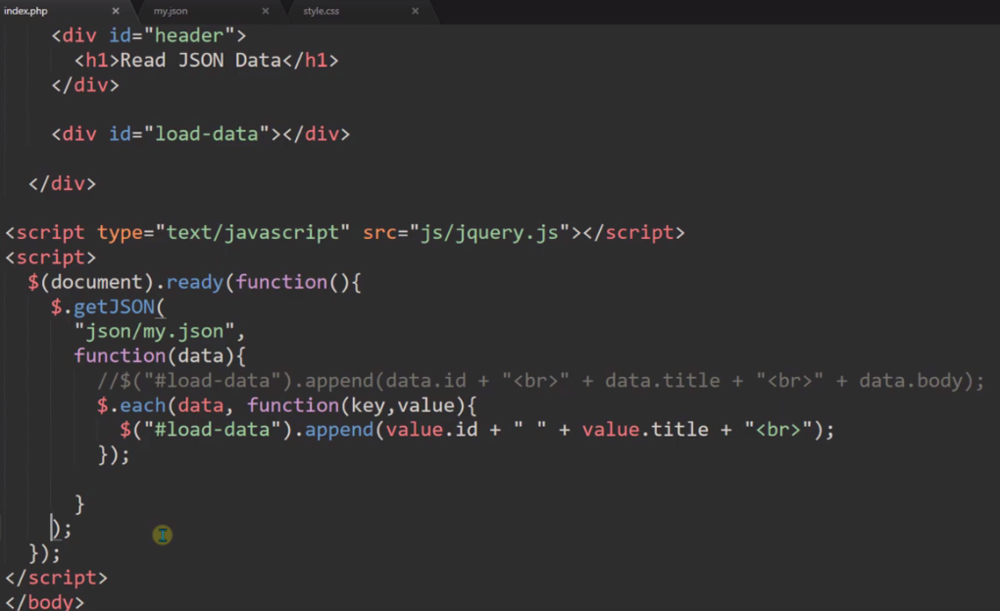 index.php × my.json × style.css ×
<div id="header">
<h1>Read JSON Data</h1>
</div>
<div id="load-data"></div>
</div>
<script type="text/javascript" src="js/jquery.js"></script>
<script>
$(document).ready(function(){
$.getJSON(
"json/my.json",
function(data){
//$("#load-data").append(data.id + "<br>" + data.title + "<br>" + data.body);
$.each(data, function(key,value){
$("#load-data").append(value.id + " " + value.title + "<br>");
});
}
);
});
</script>
</body>